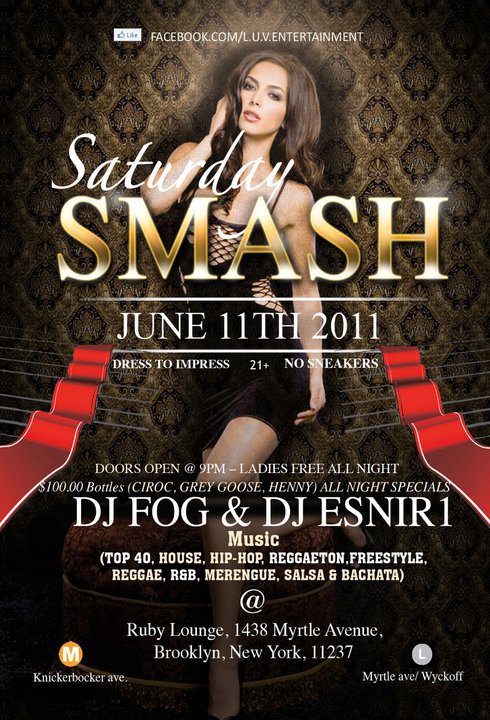 Like FACEBOOK.COM/L.U.V.ENTERTAINMENT
Saturday
SMASH
JUNE 11TH 2011
DRESS TO IMPRESS 21+ NO SNEAKERS
DOORS OPEN @ 9PM – LADIES FREE ALL NIGHT
$100.00 Bottles (CIROC, GREY GOOSE, HENNY) ALL NIGHT SPECIALS
DJ FOG & DJ ESNIR1
Music
(TOP 40, HOUSE, HIP-HOP, REGGAETON,FREESTYLE,
REGGAE, R&B, MERENGUE, SALSA & BACHATA)
@
Ruby Lounge, 1438 Myrtle Avenue,
Brooklyn, New York, 11237
M
Knickerbocker ave.
L
Myrtle ave/ Wyckoff